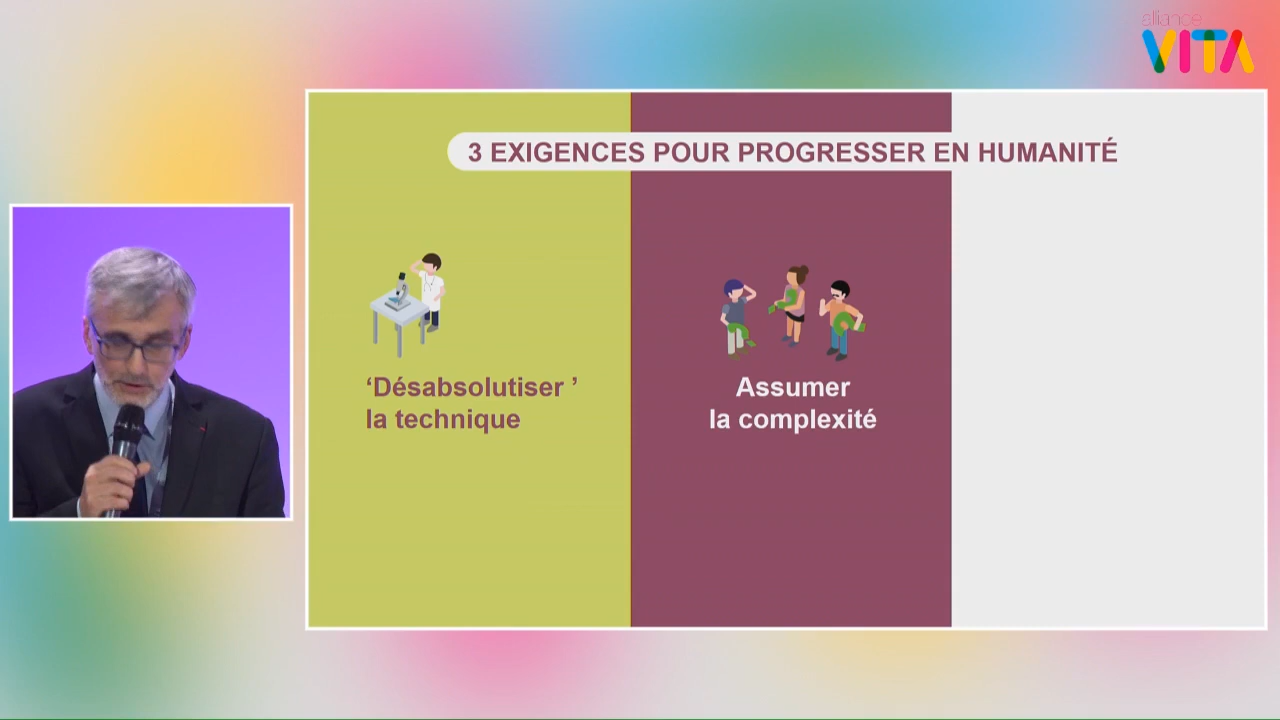 alliance
VITA
3 EXIGENCES POUR PROGRESSER EN HUMANITÉ
‘Désabsolutiser ’
la technique
Assumer
la complexité